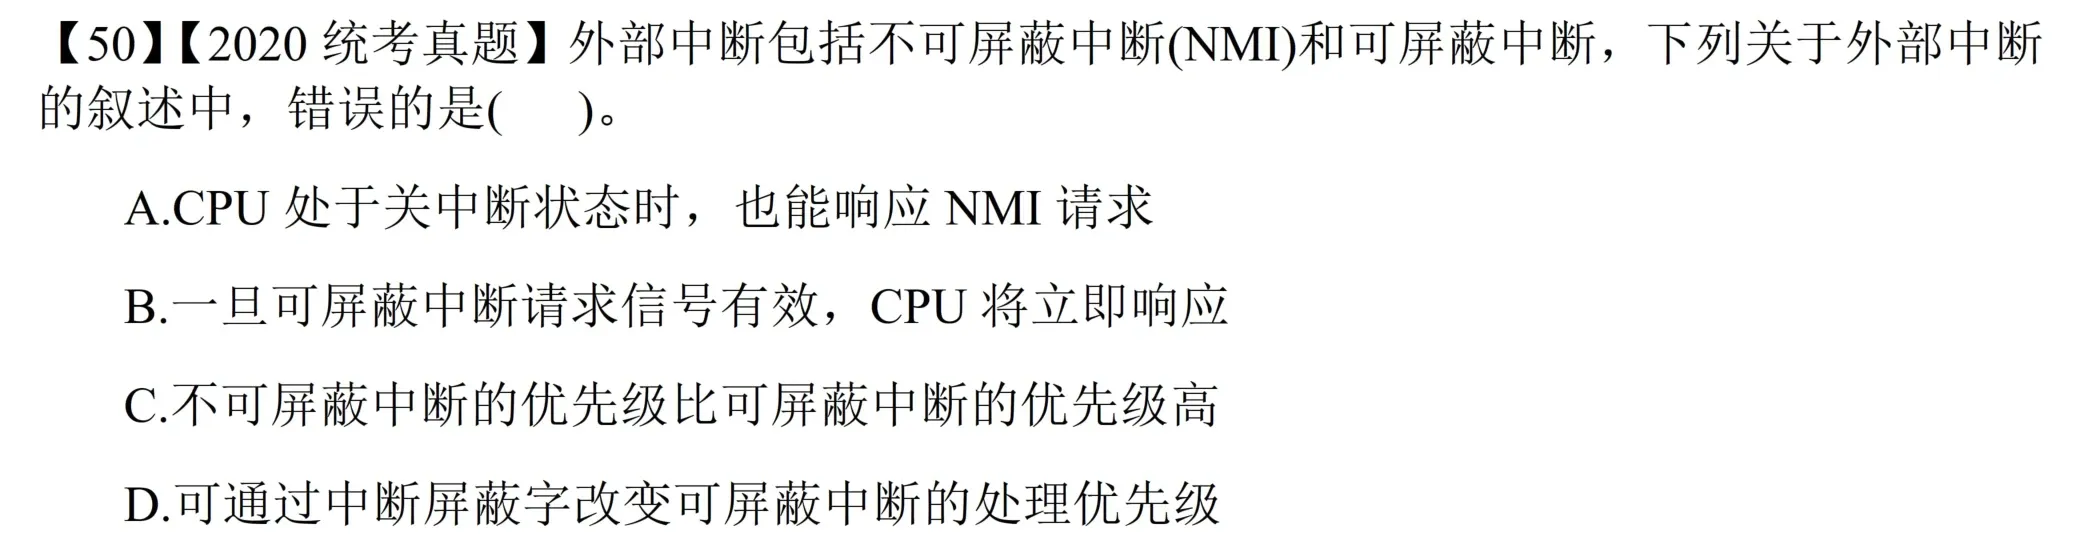 【50】【2020 统考真题】外部中断包括不可屏蔽中断(NMI)和可屏蔽中断，下列关于外部中断
的叙述中，错误的是(    )。
A.CPU 处于关中断状态时，也能响应 NMI 请求
B.一旦可屏蔽中断请求信号有效，CPU 将立即响应
C.不可屏蔽中断的优先级比可屏蔽中断的优先级高
D.可通过中断屏蔽字改变可屏蔽中断的处理优先级